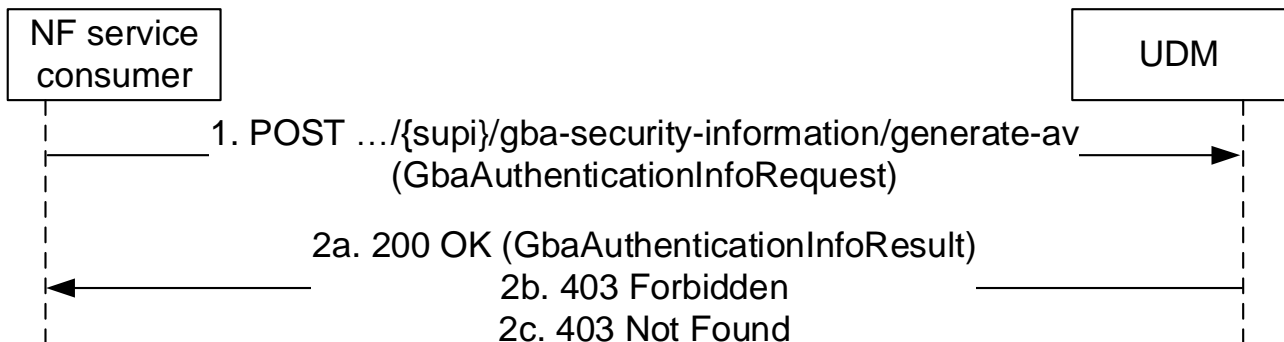 NF service
consumer
UDM
1. POST …/{supi}/gba-security-information/generate-av
(GbaAuthenticationInfoRequest)
2a. 200 OK (GbaAuthenticationInfoResult)
2b. 403 Forbidden
2c. 403 Not Found